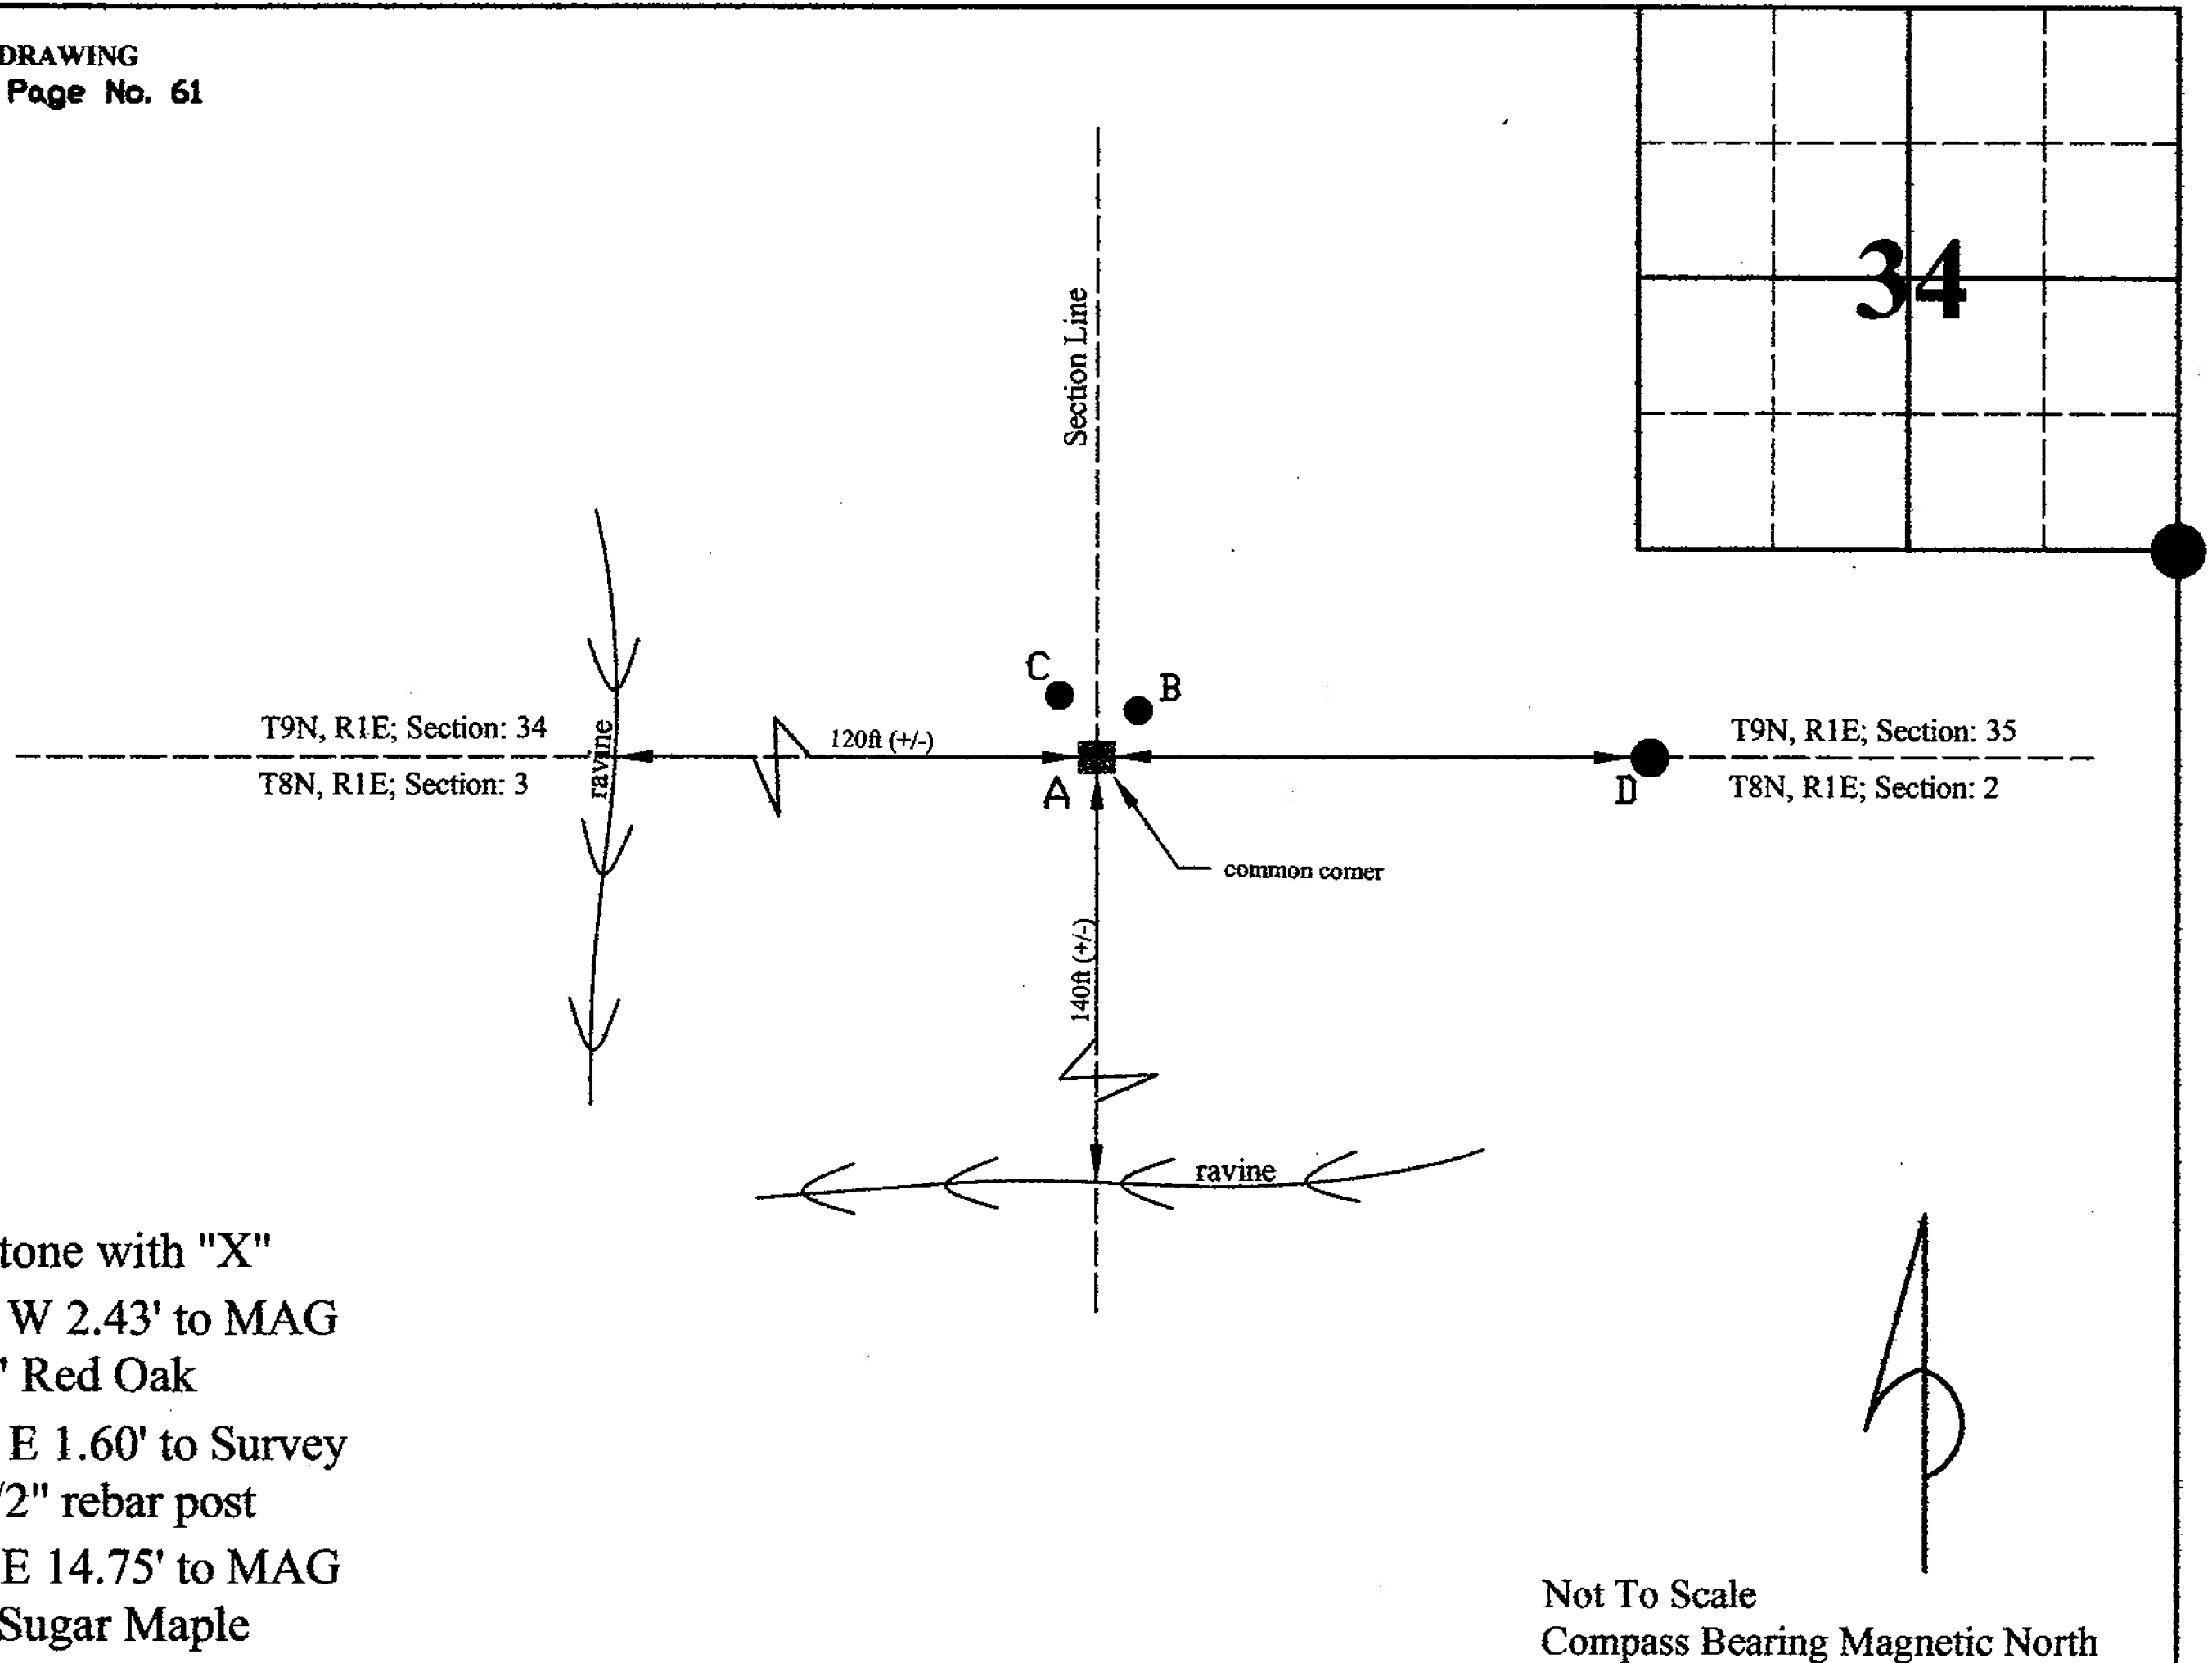 DRAWING
Page No. 61
34
Section Line
C
B
T9N, R1E; Section: 34
ravine
120ft (+/-)
T9N, R1E; Section: 35
T8N, R1E; Section: 3
A
D
T8N, R1E; Section: 2
common corner
140ft (+/-)
ravine
tone with "X"
W 2.43' to MAG
' Red Oak
E 1.60' to Survey
/2" rebar post
E 14.75' to MAG
Sugar Maple
Not To Scale
Compass Bearing Magnetic North